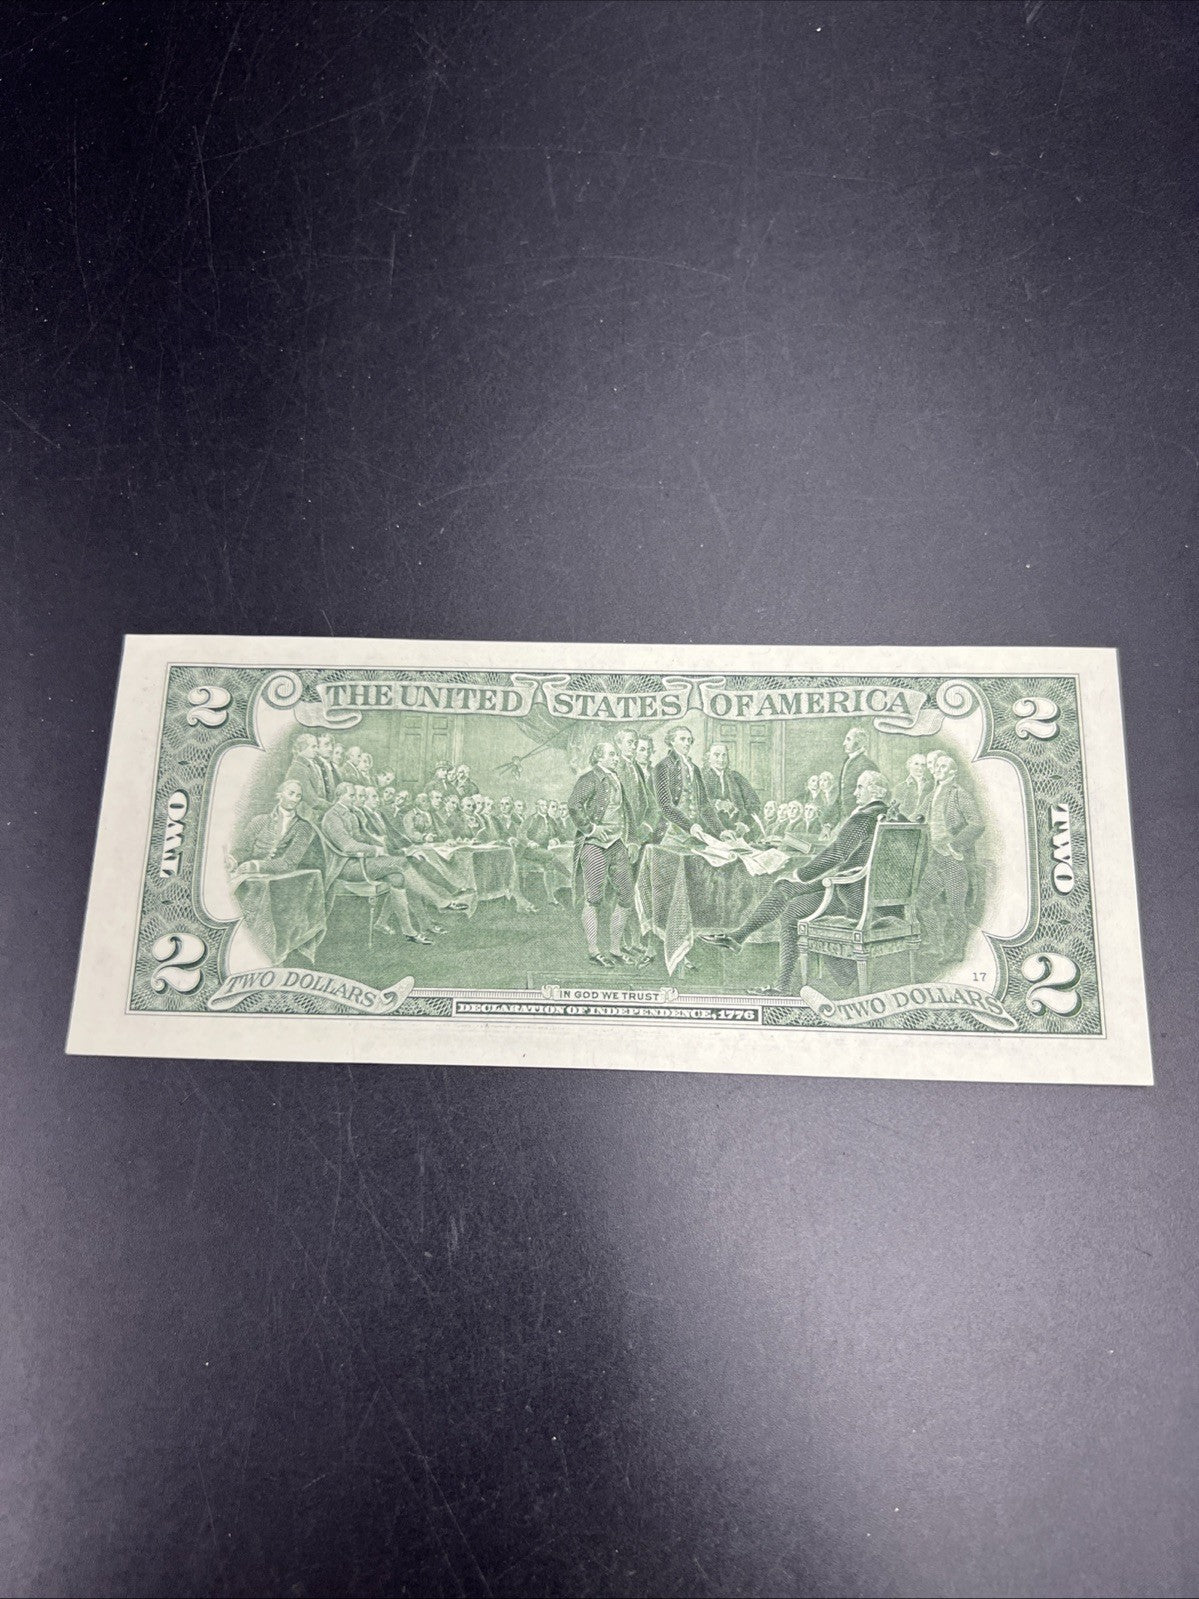 2 THE UNITED STATES OF AMERICA 2
TWO TWO
2 17 2
TWO DOLLARS IN GOD WE TRUST TWO DOLLARS
DECLARATION OF INDEPENDENCE, 1776